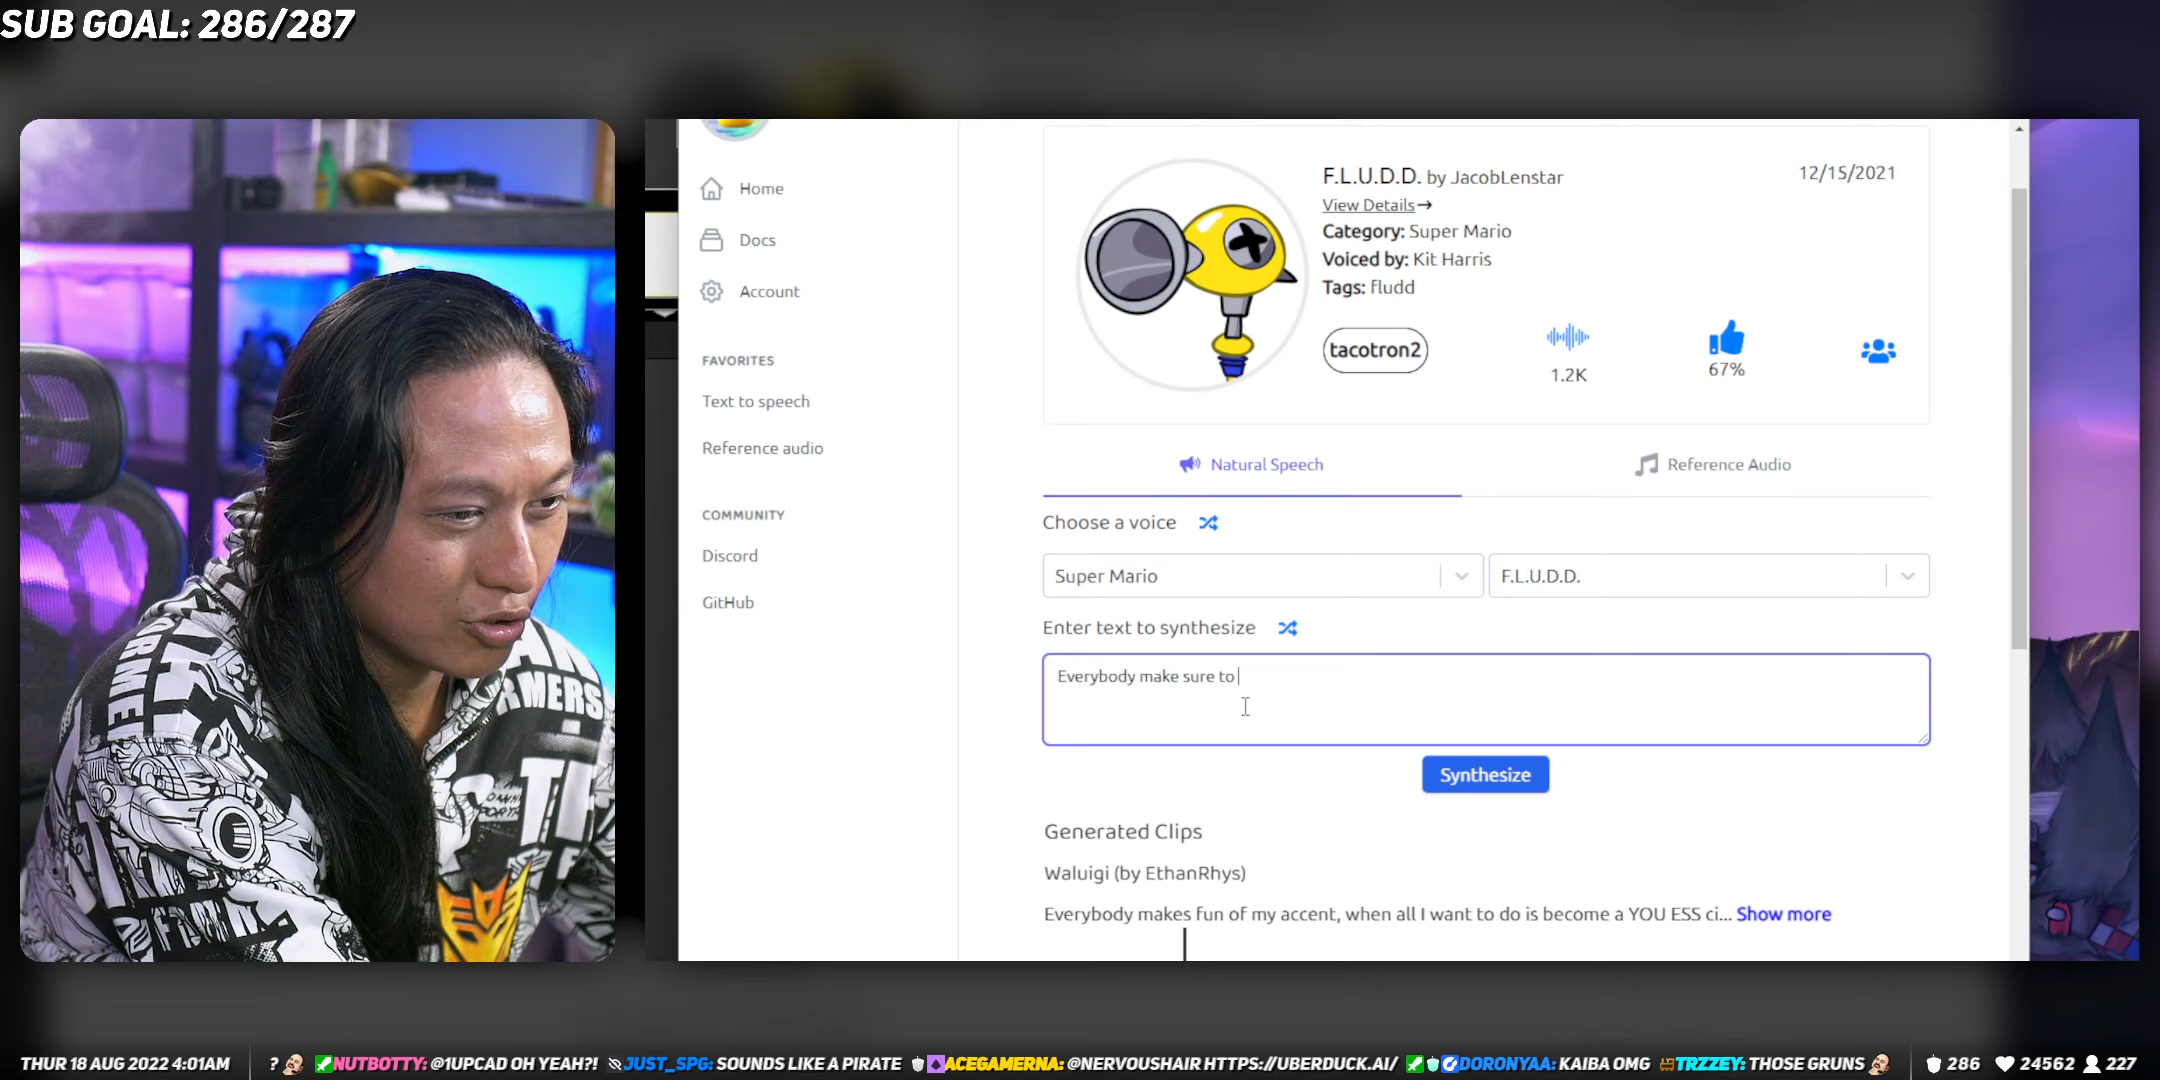 SUB GOAL: 286/287
Home
Docs
Account
FAVORITES
Text to speech
Reference audio
COMMUNITY
Discord
GitHub
F.L.U.D.D. by JacobLenstar
12/15/2021
View Details→
Category: Super Mario
Voiced by: Kit Harris
Tags: fludd
tacotron2
1.2K
67%
Natural Speech
Reference Audio
Choose a voice
Super Mario
F.L.U.D.D.
Enter text to synthesize
Everybody make sure to
Synthesize
Generated Clips
Waluigi (by EthanRhys)
Everybody makes fun of my accent, when all I want to do is become a YOU ESS ci... Show more
THUR 18 AUG 2022 4:01AM ? NUTBOTTY: @1UPCAD OH YEAH?! JUST_SPG: SOUNDS LIKE A PIRATE ACEGAMERNA: @NERVOUSHAIR HTTPS://UBERDUCK.AI/ DORONYAA: KAIBA OMG TRZZEY: THOSE GRUNS 286 24562 227